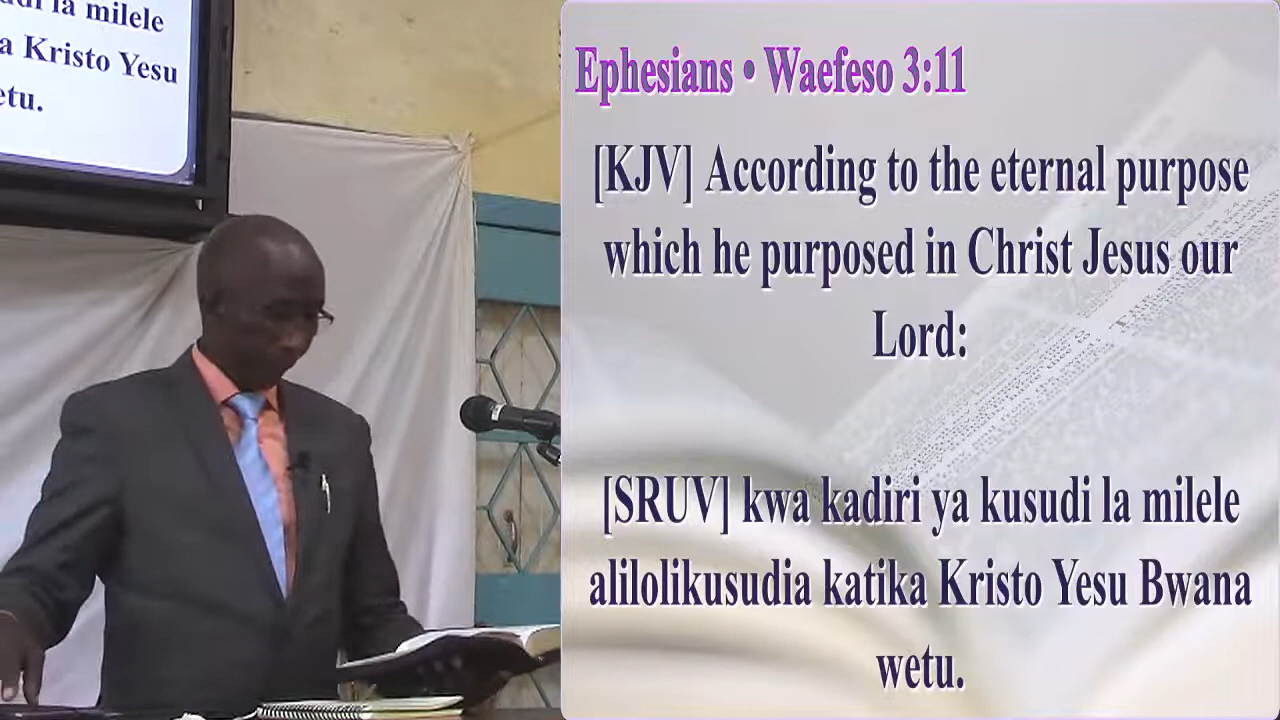 la milele
a Kristo Yesu
etu.
Ephesians • Waefeso 3:11
[KJV] According to the eternal purpose
which he purposed in Christ Jesus our
Lord:
[SRUV] kwa kadiri ya kusudi la milele
alilolikusudia katika Kristo Yesu Bwana
wetu.